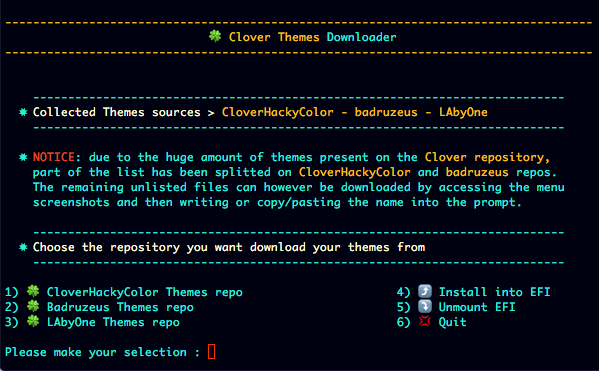 🍀 Clover Themes Downloader
Collected Themes sources > CloverHackyColor - badruzeus - LAbyOne
NOTICE: due to the huge amount of themes present on the Clover repository,
part of the list has been splitted on CloverHackyColor and badruzeus repos.
The remaining unlisted files can however be downloaded by accessing the menu
screenshots and then writing or copy/pasting the name into the prompt.
Choose the repository you want download your themes from
1) 🍀 CloverHackyColor Themes repo
2) 🍀 Badruzeus Themes repo
3) 🍀 LAbyOne Themes repo
4) ⤴️ Install into EFI
5) ⤵️ Unmount EFI
6) 💢 Quit
Please make your selection :